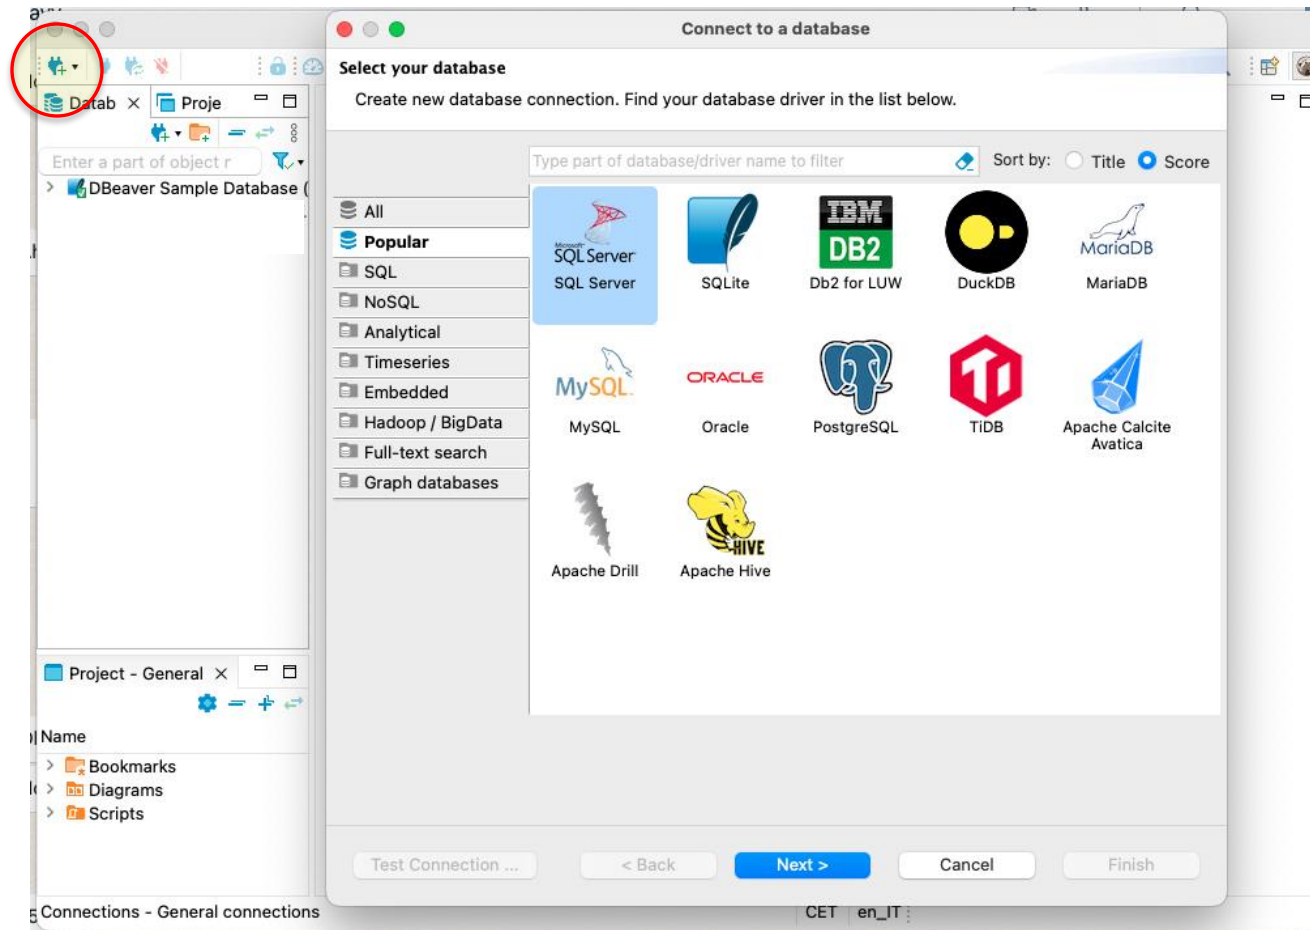 Connect to a database
Select your database
Create new database connection. Find your database driver in the list below.
Datab
Proje
Enter a part of object r
DBeaver Sample Database (
Type part of database/driver name to filter
Sort by:
Title
Score
All
Popular
SQL
NoSQL
Analytical
Timeseries
Embedded
Hadoop / BigData
Full-text search
Graph databases
Microsoft
SQL Server
SQL Server
SQLite
IBM
DB2
Db2 for LUW
DuckDB
MariaDB
MariaDB
MySQL
MySQL
ORACLE
Oracle
PostgreSQL
TiDB
Apache Calcite
Avatica
Apache Drill
HIVE
Apache Hive
Project - General
Name
Bookmarks
Diagrams
Scripts
Test Connection ...
< Back
Next >
Cancel
Finish
Connections - General connections
CET
en_IT